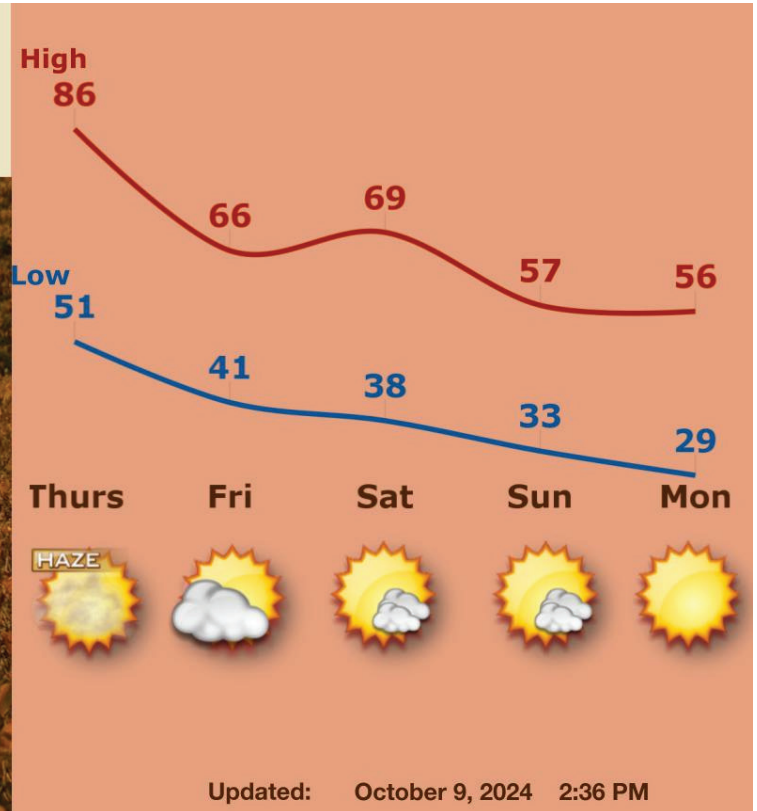 High
86
66
69
57
56
Low
51
41
38
33
29
Thurs Fri Sat Sun Mon
HAZE
Updated: October 9, 2024 2:36 PM